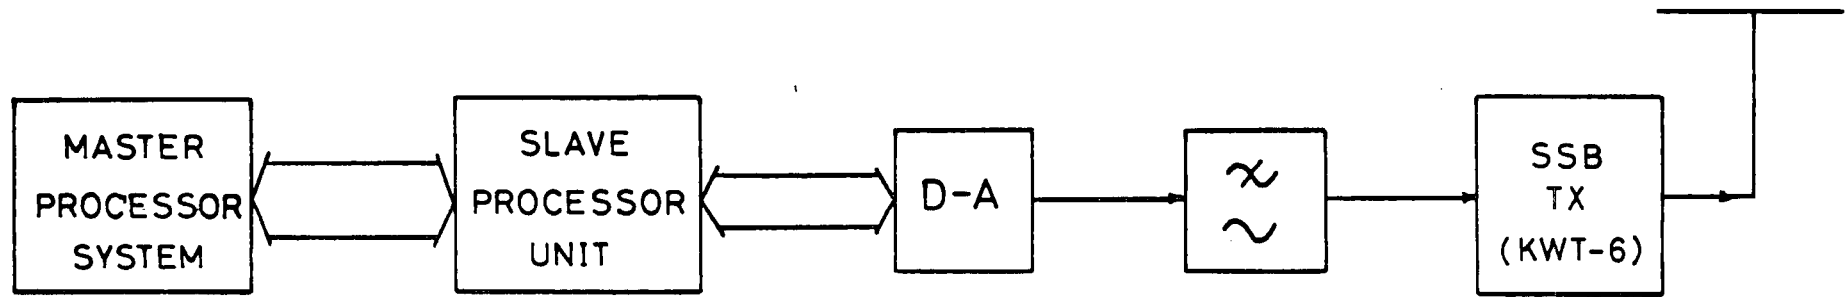 MASTER
PROCESSOR
SYSTEM
SLAVE
PROCESSOR
UNIT
D-A
SSB
TX
(KWT-6)